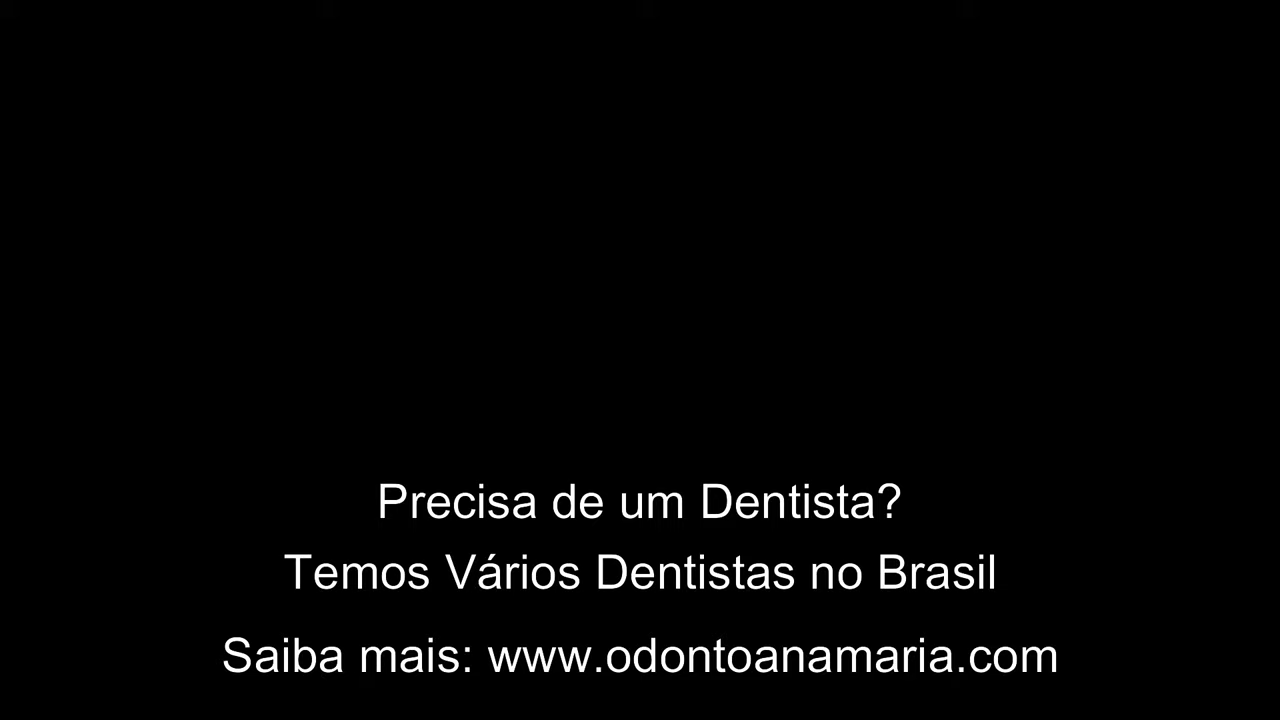 Precisa de um Dentista?
Temos Vários Dentistas no Brasil
Saiba mais: www.odontoanamaria.com